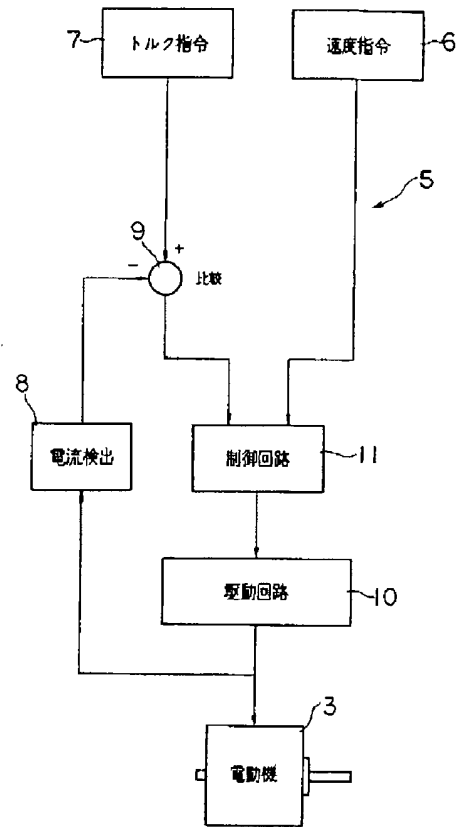 7 トルク指令
速度指令 6
5
9
+
−
比較
8
電流検出
制御回路 11
駆動回路 10
3
電動機